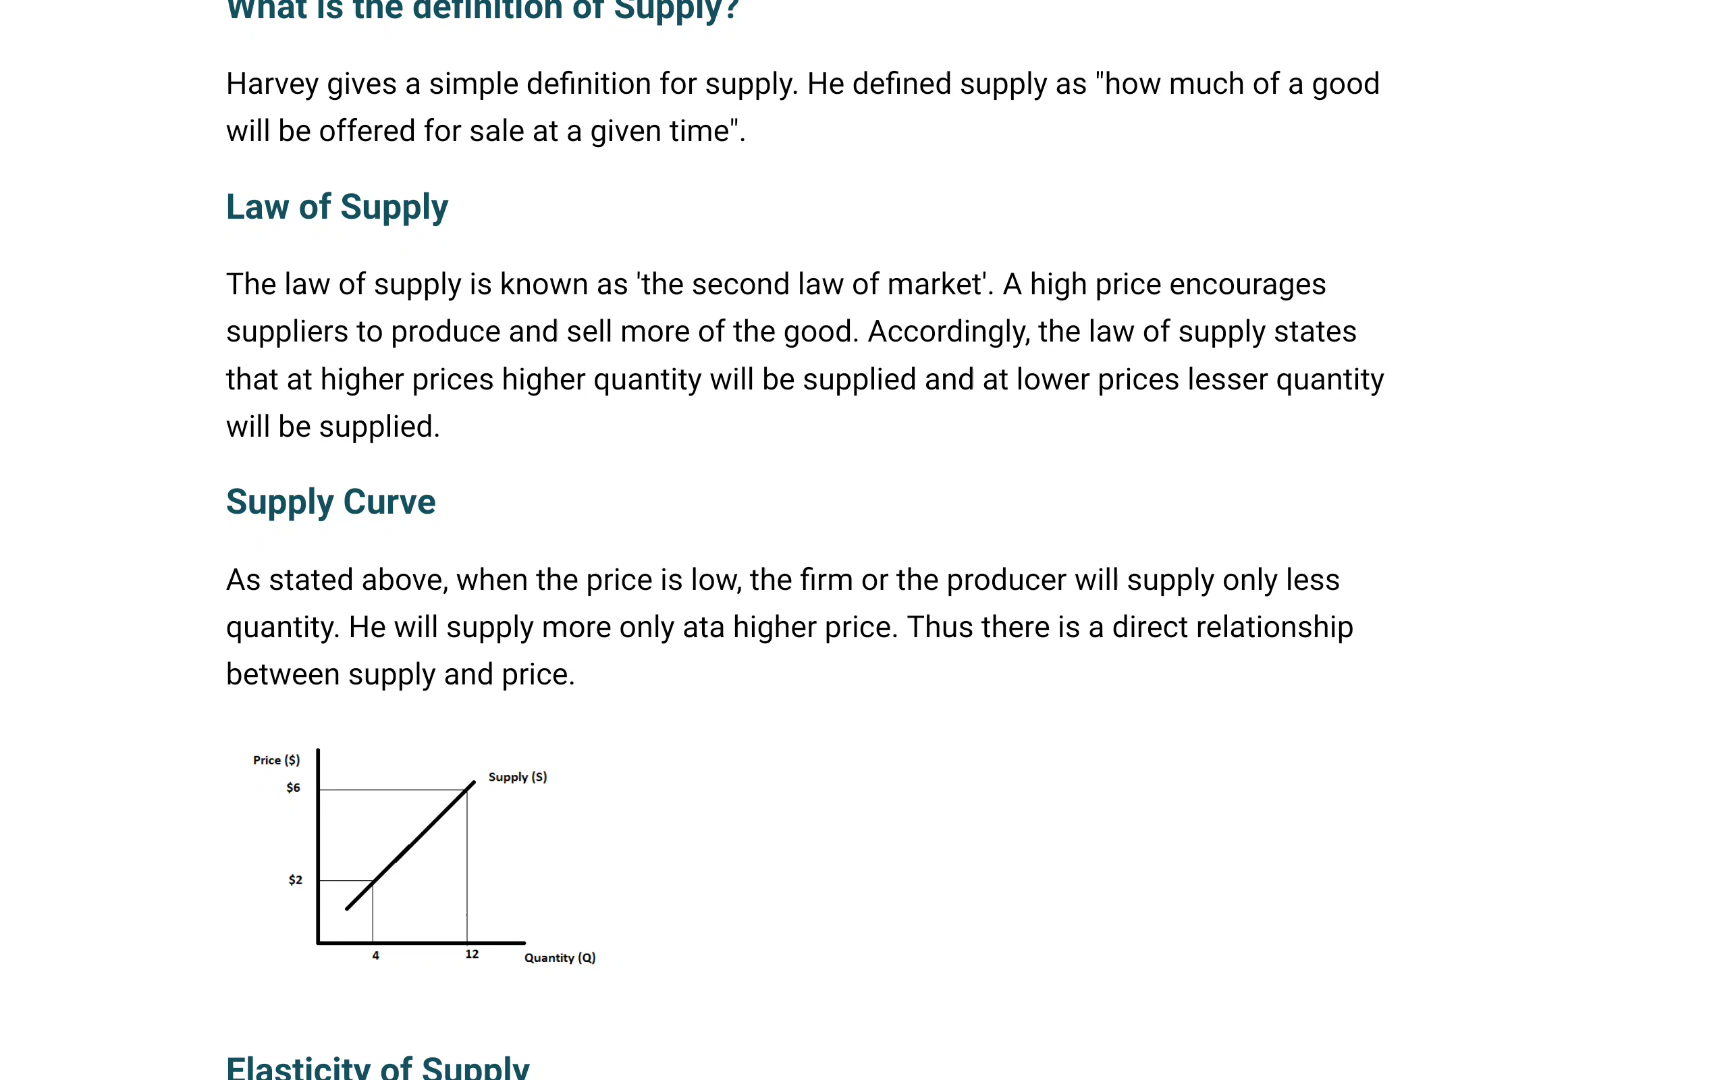 What is the definition of Supply?
Harvey gives a simple definition for supply. He defined supply as "how much of a good
will be offered for sale at a given time".
Law of Supply
The law of supply is known as 'the second law of market'. A high price encourages
suppliers to produce and sell more of the good. Accordingly, the law of supply states
that at higher prices higher quantity will be supplied and at lower prices lesser quantity
will be supplied.
Supply Curve
As stated above, when the price is low, the firm or the producer will supply only less
quantity. He will supply more only ata higher price. Thus there is a direct relationship
between supply and price.
Price ($)
Supply (S)
$6
$2
4
12
Quantity (Q)
Elasticity of Supply